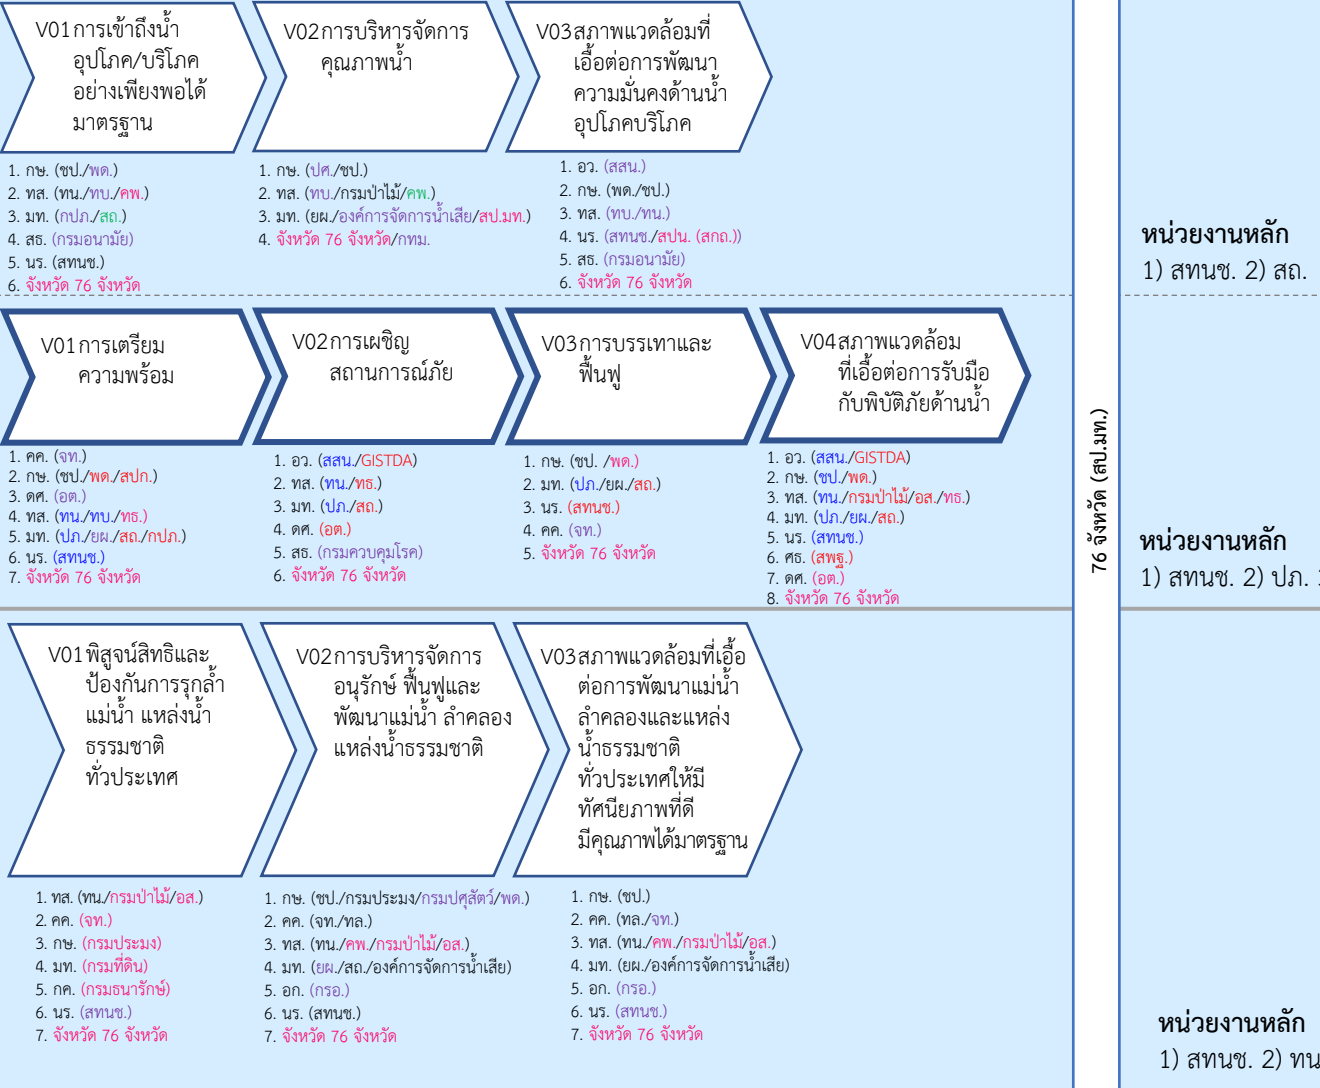 V01การเข้าถึงน้ำ
อุปโภค/บริโภค
อย่างเพียงพอได้
มาตรฐาน
1. กษ. (ชป./พด.)
2. ทส. (ทน./ทบ./คพ.)
3. มท. (กปภ./สถ.)
4. สธ. (กรมอนามัย)
5. นร. (สทนช.)
6. จังหวัด 76 จังหวัด
V02การบริหารจัดการ
คุณภาพน้ำ
1. กษ. (ปศ./ชป.)
2. ทส. (ทบ./กรมป่าไม้/คพ.)
3. มท. (ยผ./องค์การจัดการน้ำเสีย/สป.มท.)
4. จังหวัด 76 จังหวัด/กทม.
V03สภาพแวดล้อมที่
เอื้อต่อการพัฒนา
ความมั่นคงด้านน้ำ
อุปโภคบริโภค
1. อว. (สสน.)
2. กษ. (พด./ชป.)
3. ทส. (ทบ./ทน.)
4. นร. (สทนช./สปน. (สกถ.))
5. สธ. (กรมอนามัย)
6. จังหวัด 76 จังหวัด
หน่วยงานหลัก
1) สทนช. 2) สถ.
V01การเตรียม
ความพร้อม
1. คค. (จท.)
2. กษ. (ชป./พด./สปก.)
3. ดศ. (อต.)
4. ทส. (ทน./ทบ./ทธ.)
5. มท. (ปภ./ยผ./สถ./กปภ.)
6. นร. (สทนช.)
7. จังหวัด 76 จังหวัด
V02การเผชิญ
สถานการณ์ภัย
1. อว. (สสน./GISTDA)
2. ทส. (ทน./ทธ.)
3. มท. (ปภ./สถ.)
4. ดศ. (อต.)
5. สธ. (กรมควบคุมโรค)
6. จังหวัด 76 จังหวัด
V03การบรรเทาและ
ฟื้นฟู
1. กษ. (ชป. /พด.)
2. มท. (ปภ./ยผ./สถ.)
3. นร. (สทนช.)
4. คค. (จท.)
5. จังหวัด 76 จังหวัด
V04สภาพแวดล้อม
ที่เอื้อต่อการรับมือ
กับพิบัติภัยด้านน้ำ
1. อว. (สสน./GISTDA)
2. กษ. (ชป./พด.)
3. ทส. (ทน./กรมป่าไม้/อส./ทธ.)
4. มท. (ปภ./ยผ./สถ.)
5. นร. (สทนช.)
6. ศธ. (สพฐ.)
7. ดศ. (อต.)
8. จังหวัด 76 จังหวัด
76 จังหวัด (สป.มท.)
หน่วยงานหลัก
1) สทนช. 2) ปภ.
V01พิสูจน์สิทธิและ
ป้องกันการรุกล้ำ
แม่น้ำ แหล่งน้ำ
ธรรมชาติ
ทั่วประเทศ
1. ทส. (ทน./กรมป่าไม้/อส.)
2. คค. (จท.)
3. กษ. (กรมประมง)
4. มท. (กรมที่ดิน)
5. กค. (กรมธนารักษ์)
6. นร. (สทนช.)
7. จังหวัด 76 จังหวัด
V02การบริหารจัดการ
อนุรักษ์ ฟื้นฟูและ
พัฒนาแม่น้ำ ลำคลอง
แหล่งน้ำธรรมชาติ
1. กษ. (ชป./กรมประมง/กรมปศุสัตว์/พด.)
2. คค. (จท./ทล.)
3. ทส. (ทน./คพ./กรมป่าไม้/อส.)
4. มท. (ยผ./สถ./องค์การจัดการน้ำเสีย)
5. อก. (กรอ.)
6. นร. (สทนช.)
7. จังหวัด 76 จังหวัด
V03สภาพแวดล้อมที่เอื้อ
ต่อการพัฒนาแม่น้ำ
ลำคลองและแหล่ง
น้ำธรรมชาติ
ทั่วประเทศให้มี
ทัศนียภาพที่ดี
มีคุณภาพได้มาตรฐาน
1. กษ. (ชป.)
2. คค. (ทล./จท.)
3. ทส. (ทน./คพ./กรมป่าไม้/อส.)
4. มท. (ยผ./องค์การจัดการน้ำเสีย)
5. อก. (กรอ.)
6. นร. (สทนช.)
7. จังหวัด 76 จังหวัด
หน่วยงานหลัก
1) สทนช. 2) ทน